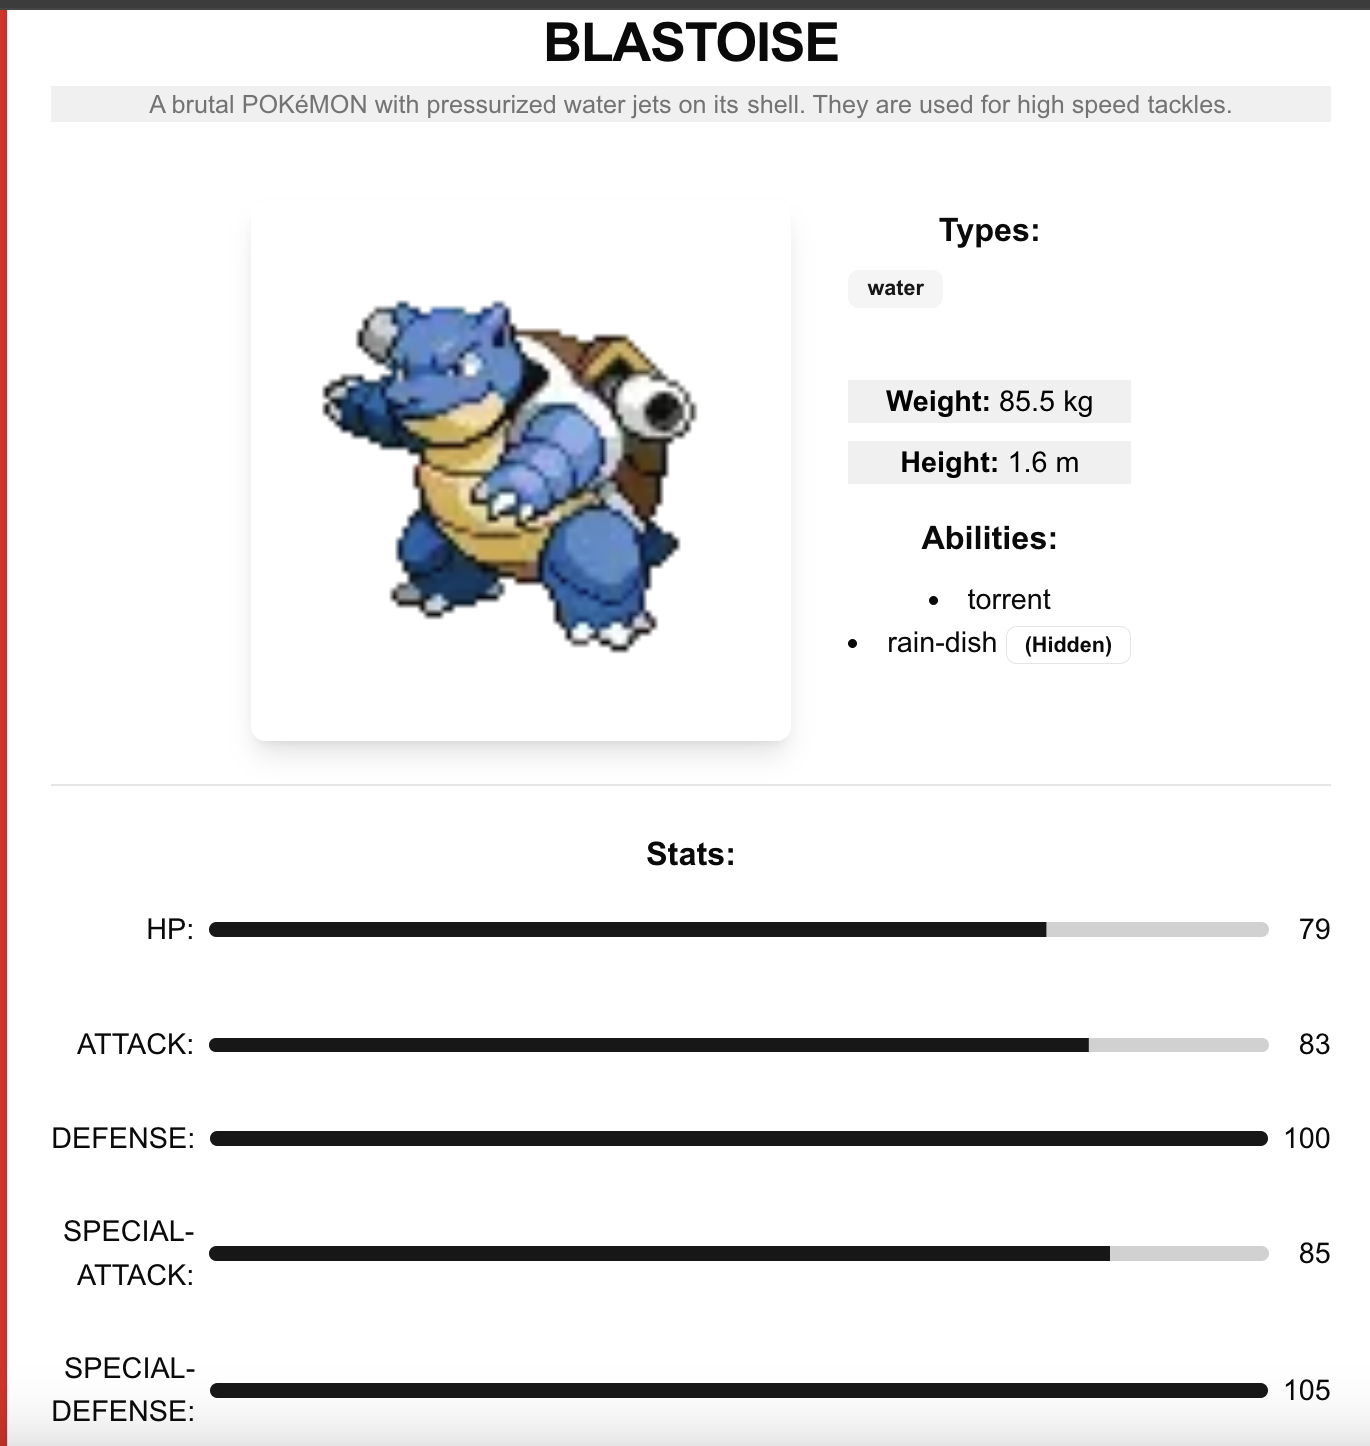 BLASTOISE
A brutal POKéMON with pressurized water jets on its shell. They are used for high speed tackles.
Types:
water
Weight: 85.5 kg
Height: 1.6 m
Abilities:
• torrent
• rain-dish (Hidden)
Stats:
HP: 79
ATTACK: 83
DEFENSE: 100
SPECIAL-
ATTACK: 85
SPECIAL-
DEFENSE: 105